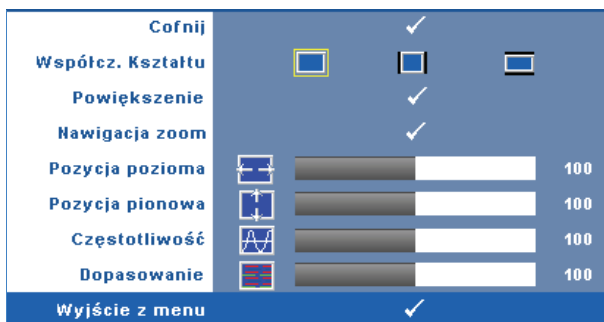 Cofnij
Współcz. Kształtu
Powiększenie
Nawigacja zoom
Pozycja pozioma 100
Pozycja pionowa 100
Częstotliwość 100
Dopasowanie 100
Wyjście z menu